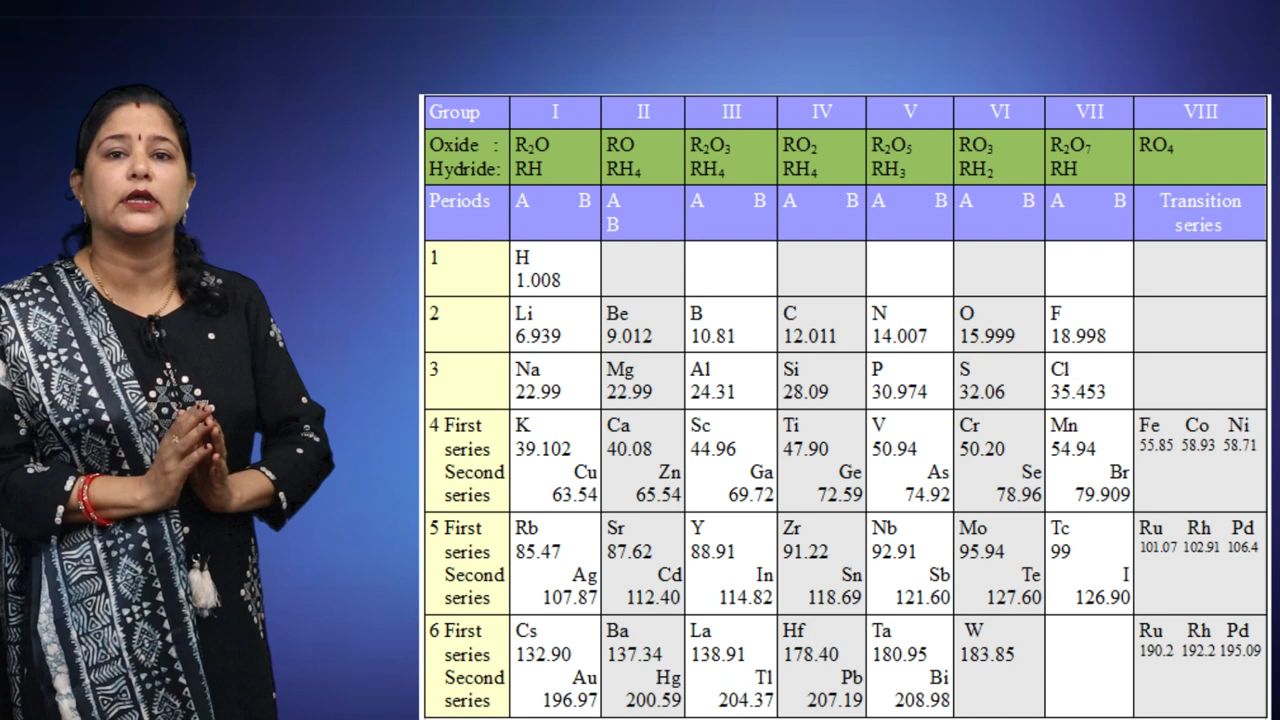 Group I II III IV V VI VII VIII
Oxide : R₂O RO R₂O₃ RO₂ R₂O₅ RO₃ R₂O₇ RO₄
Hydride: RH RH₄ RH₄ RH₄ RH₃ RH₂ RH
Periods A B A A B A B A B A B A B Transition
B series
1 H
1.008
2 Li Be B C N O F
6.939 9.012 10.81 12.011 14.007 15.999 18.998
3 Na Mg Al Si P S Cl
22.99 22.99 24.31 28.09 30.974 32.06 35.453
4 First K Ca Sc Ti V Cr Mn Fe Co Ni
series 39.102 40.08 44.96 47.90 50.94 50.20 54.94 55.85 58.93 58.71
Second Cu Zn Ga Ge As Se Br
series 63.54 65.54 69.72 72.59 74.92 78.96 79.909
5 First Rb Sr Y Zr Nb Mo Tc Ru Rh Pd
series 85.47 87.62 88.91 91.22 92.91 95.94 99 101.07 102.91 106.4
Second Ag Cd In Sn Sb Te I
series 107.87 112.40 114.82 118.69 121.60 127.60 126.90
6 First Cs Ba La Hf Ta W Ru Rh Pd
series 132.90 137.34 138.91 178.40 180.95 183.85 190.2 192.2 195.09
Second Au Hg Tl Pb Bi
series 196.97 200.59 204.37 207.19 208.98